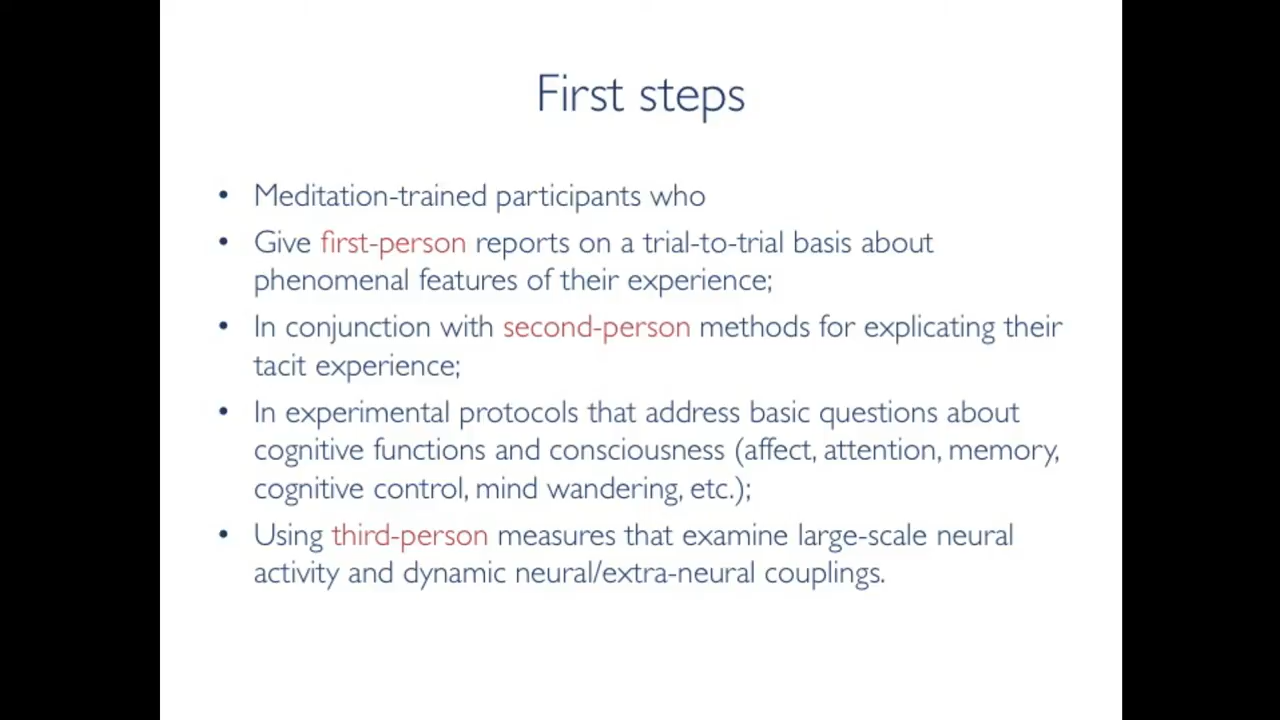 First steps
• Meditation-trained participants who
• Give first-person reports on a trial-to-trial basis about
phenomenal features of their experience;
• In conjunction with second-person methods for explicating their
tacit experience;
• In experimental protocols that address basic questions about
cognitive functions and consciousness (affect, attention, memory,
cognitive control, mind wandering, etc.);
• Using third-person measures that examine large-scale neural
activity and dynamic neural/extra-neural couplings.